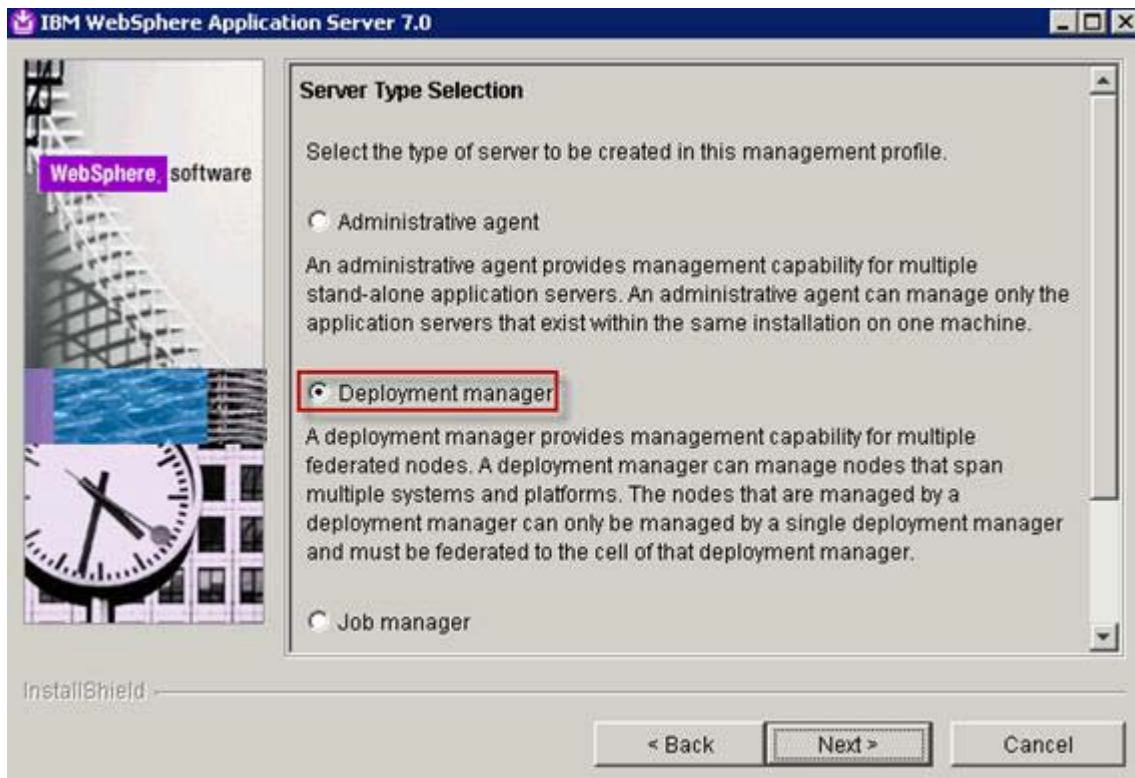 IBM WebSphere Application Server 7.0
WebSphere. software
Server Type Selection
Select the type of server to be created in this management profile.
Administrative agent
An administrative agent provides management capability for multiple
stand-alone application servers. An administrative agent can manage only the
application servers that exist within the same installation on one machine.
Deployment manager
A deployment manager provides management capability for multiple
federated nodes. A deployment manager can manage nodes that span
multiple systems and platforms. The nodes that are managed by a
deployment manager can only be managed by a single deployment manager
and must be federated to the cell of that deployment manager.
Job manager
InstallShield
< Back
Next >
Cancel